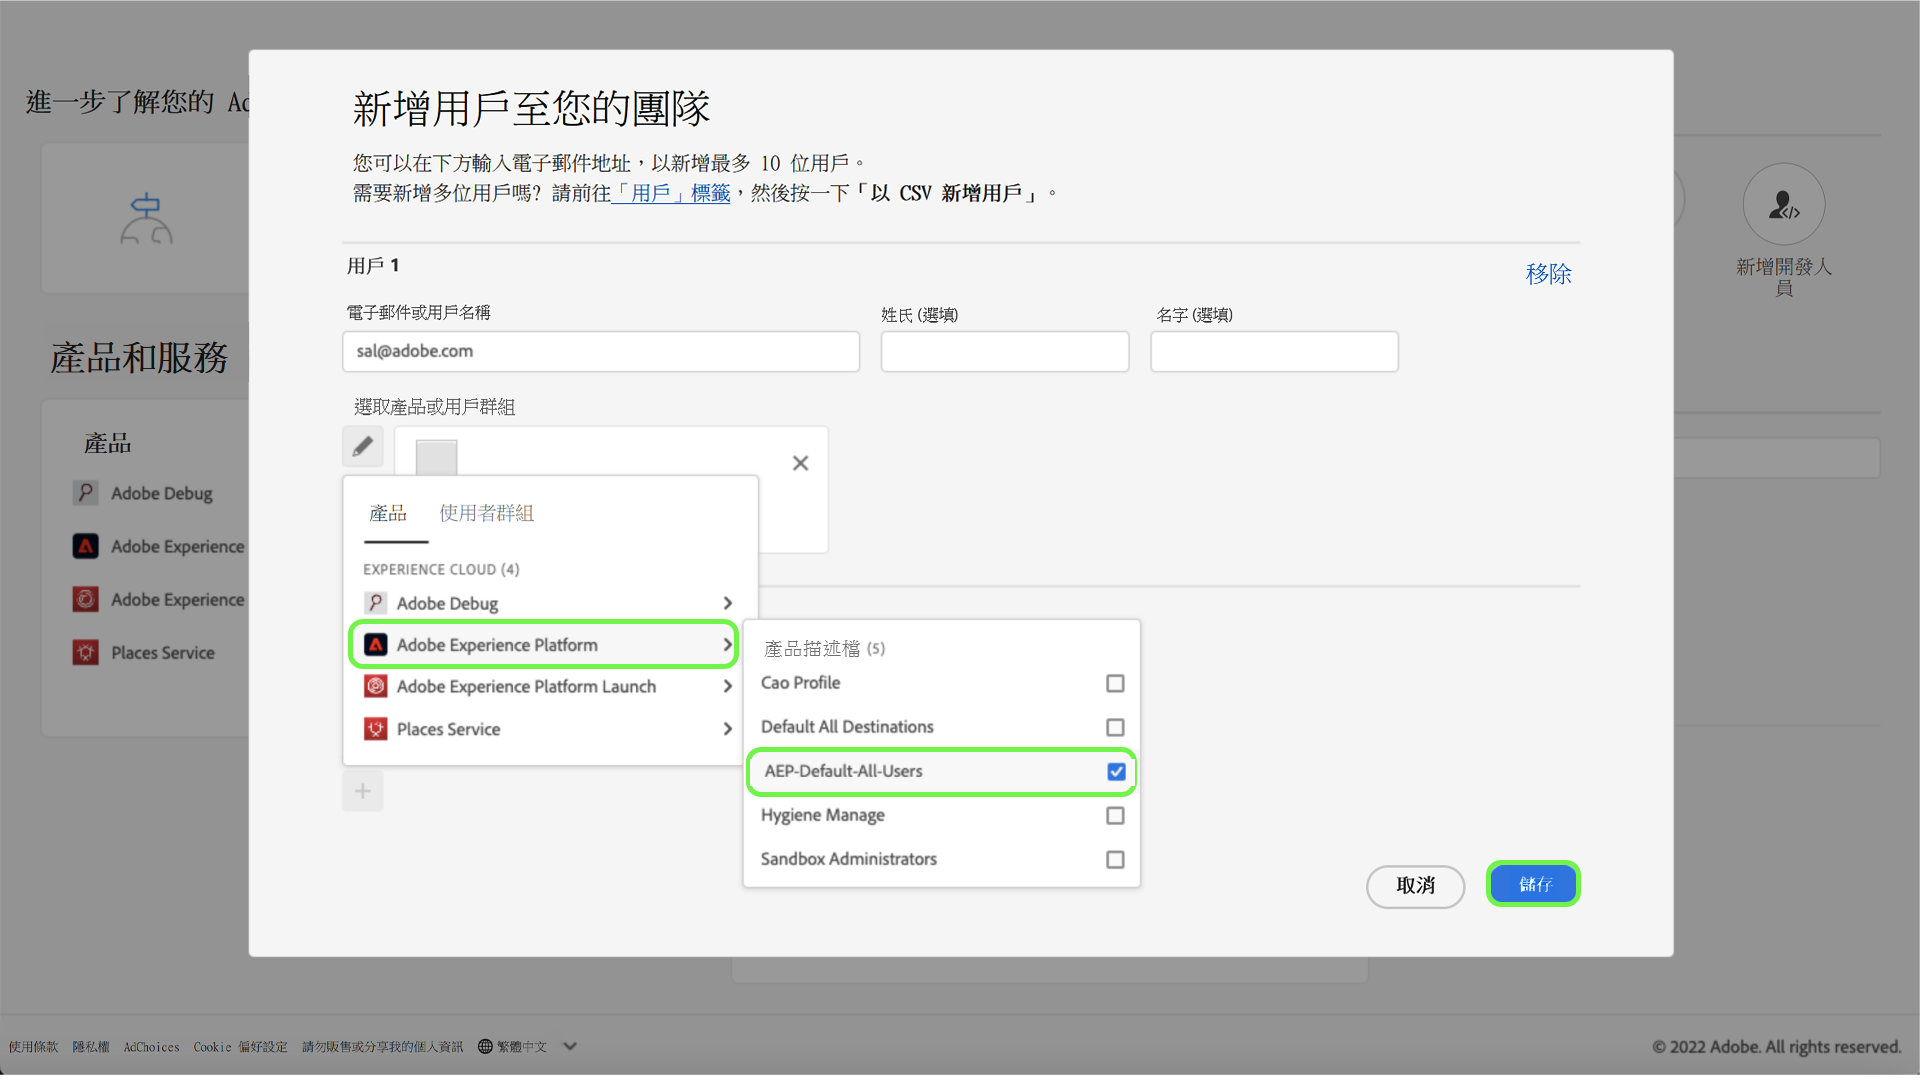 進一步了解您的 Ad
新增用戶至您的團隊
您可以在下方輸入電子郵件地址，以新增最多 10 位用戶。
需要新增多位用戶嗎? 請前往「用戶」標籤，然後按一下「以 CSV 新增用戶」。
新增開發人
員
用戶 1
移除
電子郵件或用戶名稱
姓氏 (選填)
名字 (選填)
sal@adobe.com
產品和服務
選取產品或用戶群組
產品
Adobe Debug
Adobe Experience
Adobe Experience
Places Service
產品
使用者群組
EXPERIENCE CLOUD (4)
Adobe Debug
Adobe Experience Platform
Adobe Experience Platform Launch
Places Service
產品描述檔 (5)
Cao Profile
Default All Destinations
AEP-Default-All-Users
Hygiene Manage
Sandbox Administrators
取消
儲存
使用條款 隱私權 AdChoices Cookie 偏好設定 請勿販售或分享我的個人資訊 繁體中文
© 2022 Adobe. All rights reserved.